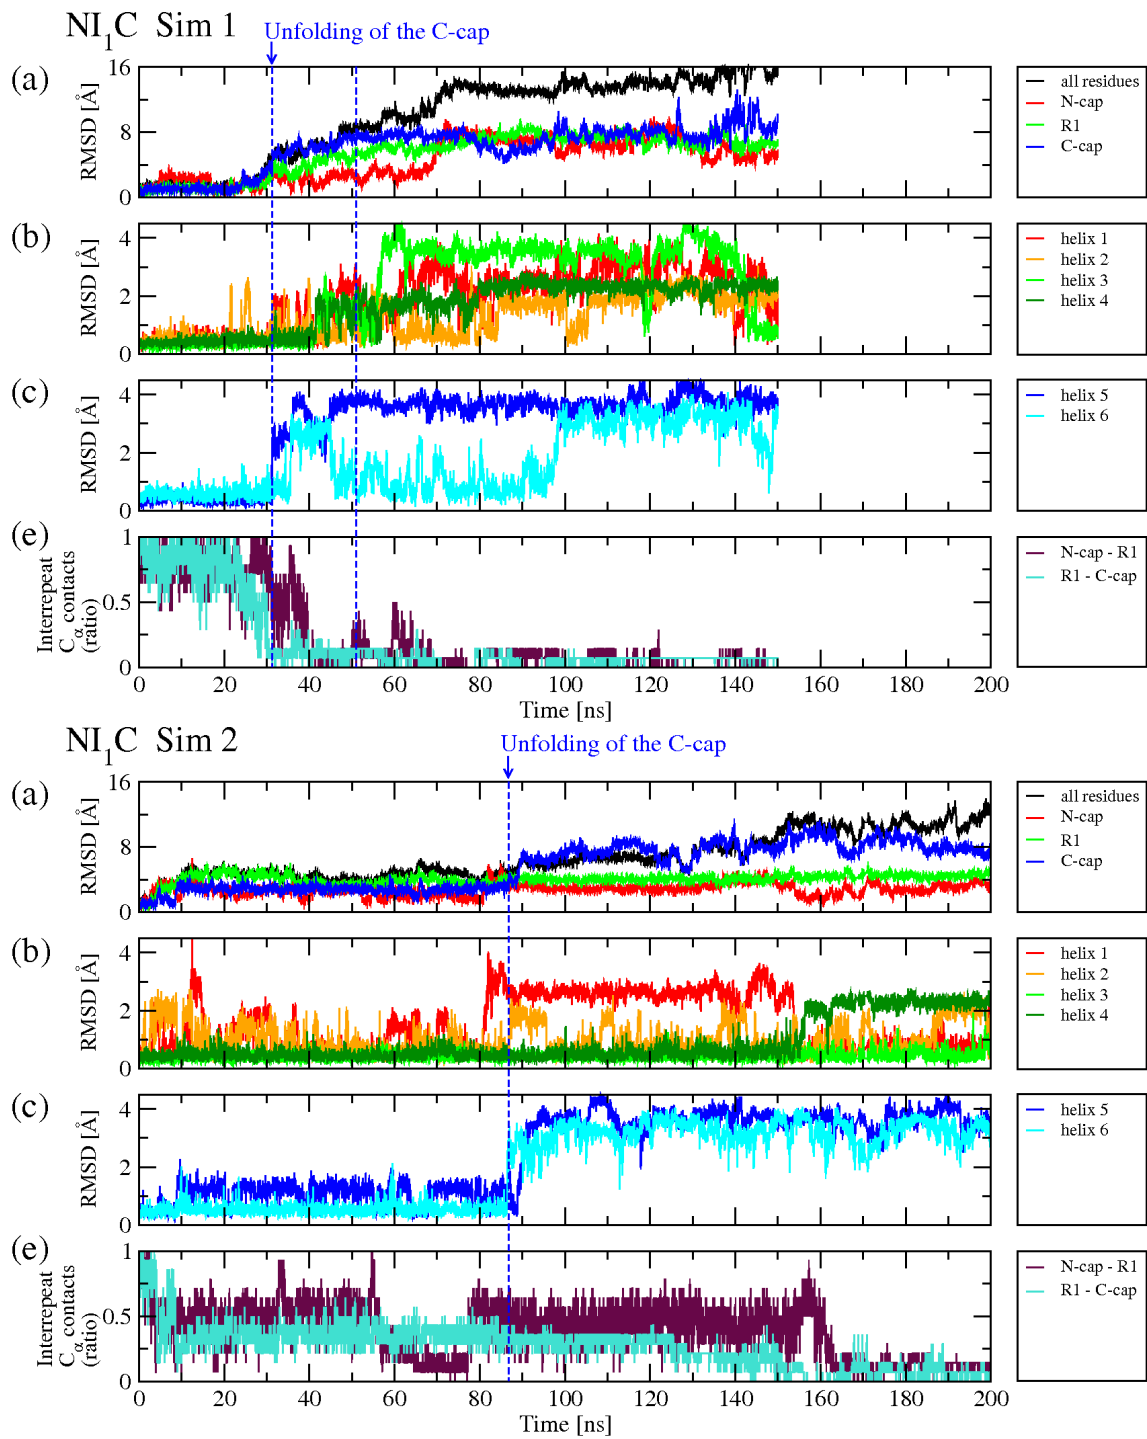 NI1C Sim 1
Unfolding of the C-cap
(a)
RMSD [Å]
16
8
0
all residues
N-cap
R1
C-cap
(b)
RMSD [Å]
4
2
0
helix 1
helix 2
helix 3
helix 4
(c)
RMSD [Å]
4
2
0
helix 5
helix 6
(e)
Interrepeat
Cα contacts
(ratio)
1
0.5
0
N-cap - R1
R1 - C-cap
0 20 40 60 80 100 120 140 160 180 200
Time [ns]
NI1C Sim 2
Unfolding of the C-cap
(a)
RMSD [Å]
16
8
0
all residues
N-cap
R1
C-cap
(b)
RMSD [Å]
4
2
0
helix 1
helix 2
helix 3
helix 4
(c)
RMSD [Å]
4
2
0
helix 5
helix 6
(e)
Interrepeat
Cα contacts
(ratio)
1
0.5
0
N-cap - R1
R1 - C-cap
0 20 40 60 80 100 120 140 160 180 200
Time [ns]